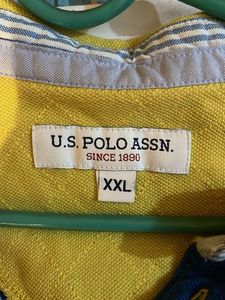 U.S. POLO ASSN.
SINCE 1890
XXL